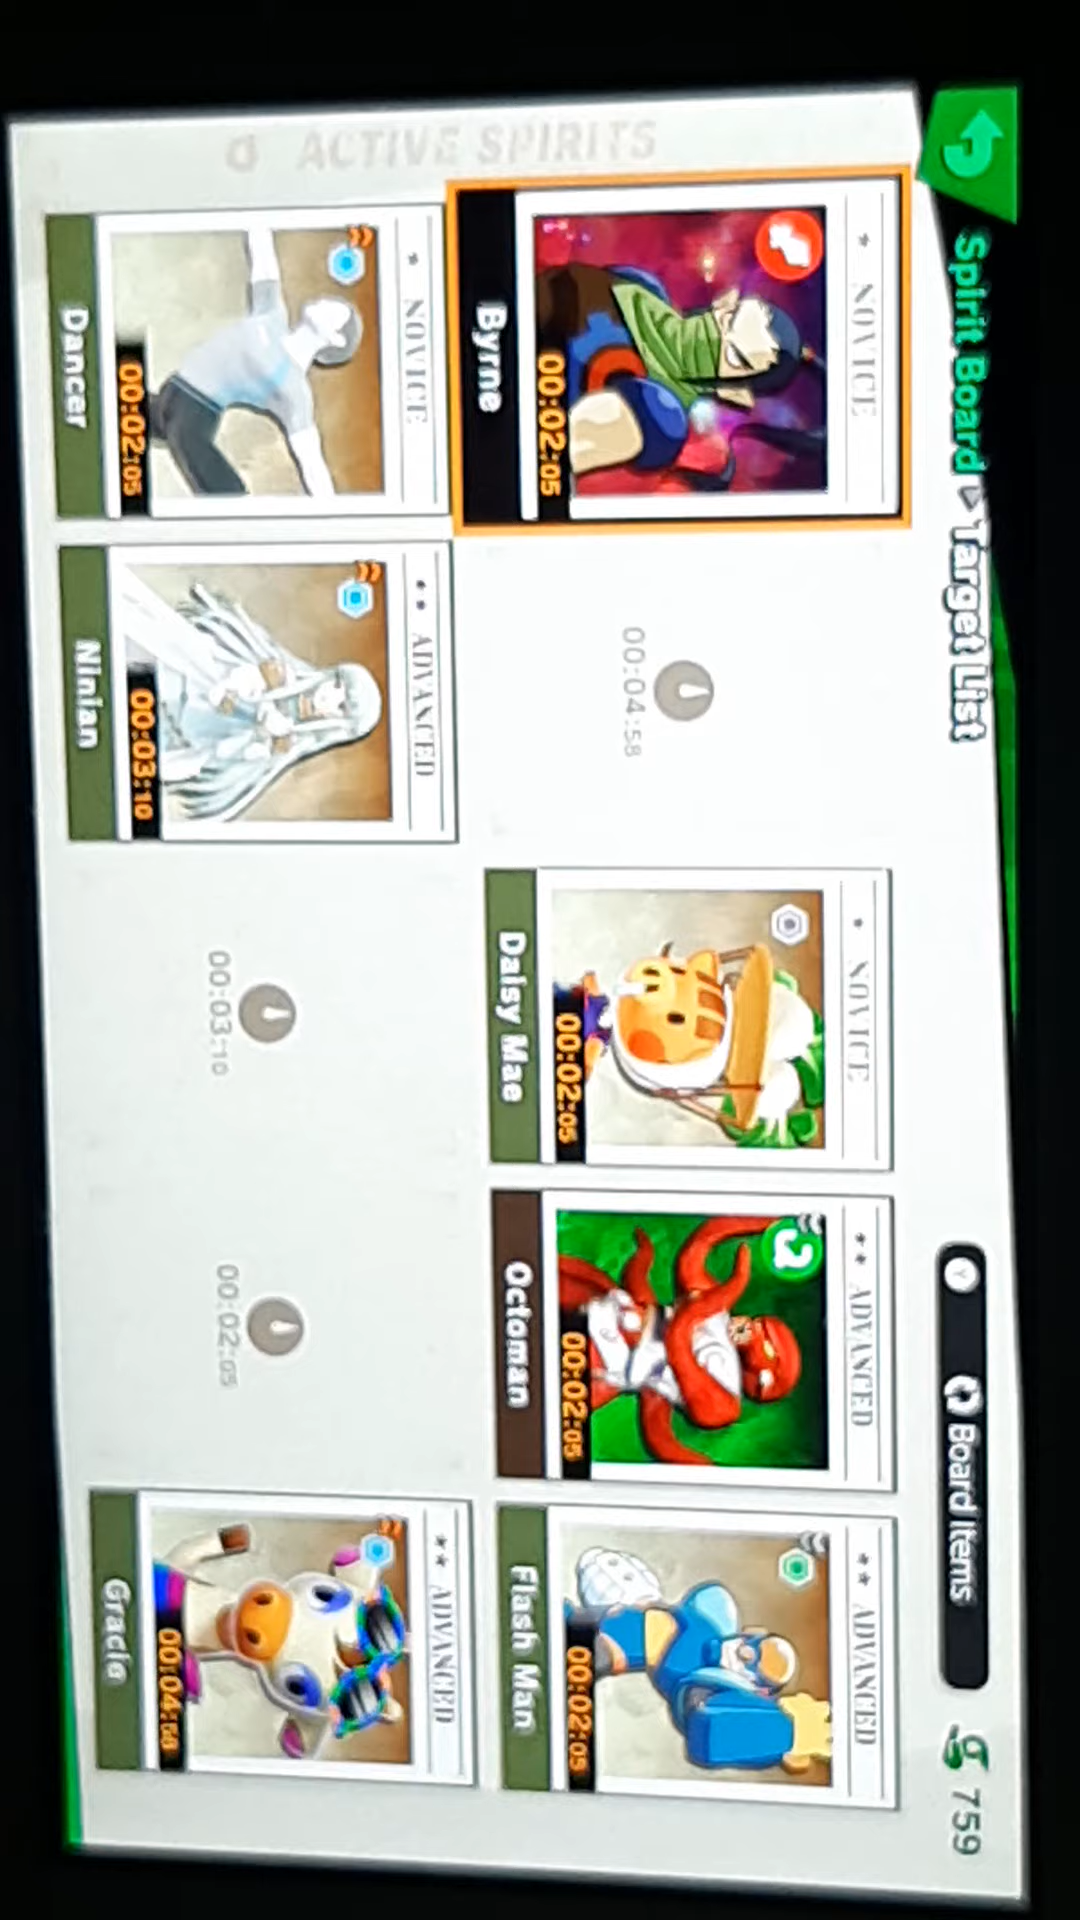 Spirit Board ▶ Target List
Y Board Items
759
ACTIVE SPIRITS
★ NOVICE
00:02:05
Byrne
00:04:58
★ NOVICE
00:02:05
Daisy Mae
★★ ADVANCED
00:02:05
Octoman
★★ ADVANCED
00:02:05
Flash Man
★ NOVICE
00:02:05
Dancer
★★ ADVANCED
00:03:10
Ninian
00:03:10
00:02:05
★★ ADVANCED
Gracie